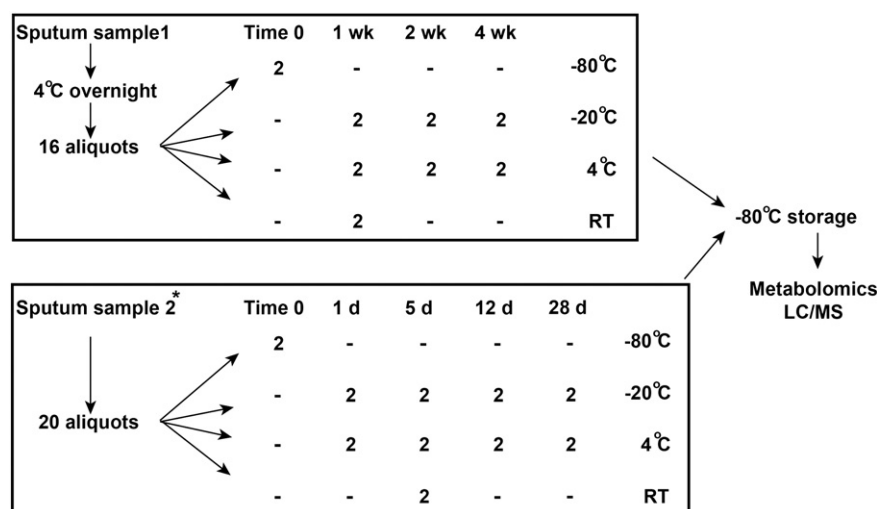 Sputum sample1 Time 0 1 wk 2 wk 4 wk
2 - - - -80°C
4°C overnight
- 2 2 2 -20°C
16 aliquots
- 2 2 2 4°C
- 2 - - RT
-80°C storage
Metabolomics
LC/MS
Sputum sample 2* Time 0 1 d 5 d 12 d 28 d
2 - - - - -80°C
- 2 2 2 2 -20°C
20 aliquots
- 2 2 2 2 4°C
- - 2 - - RT